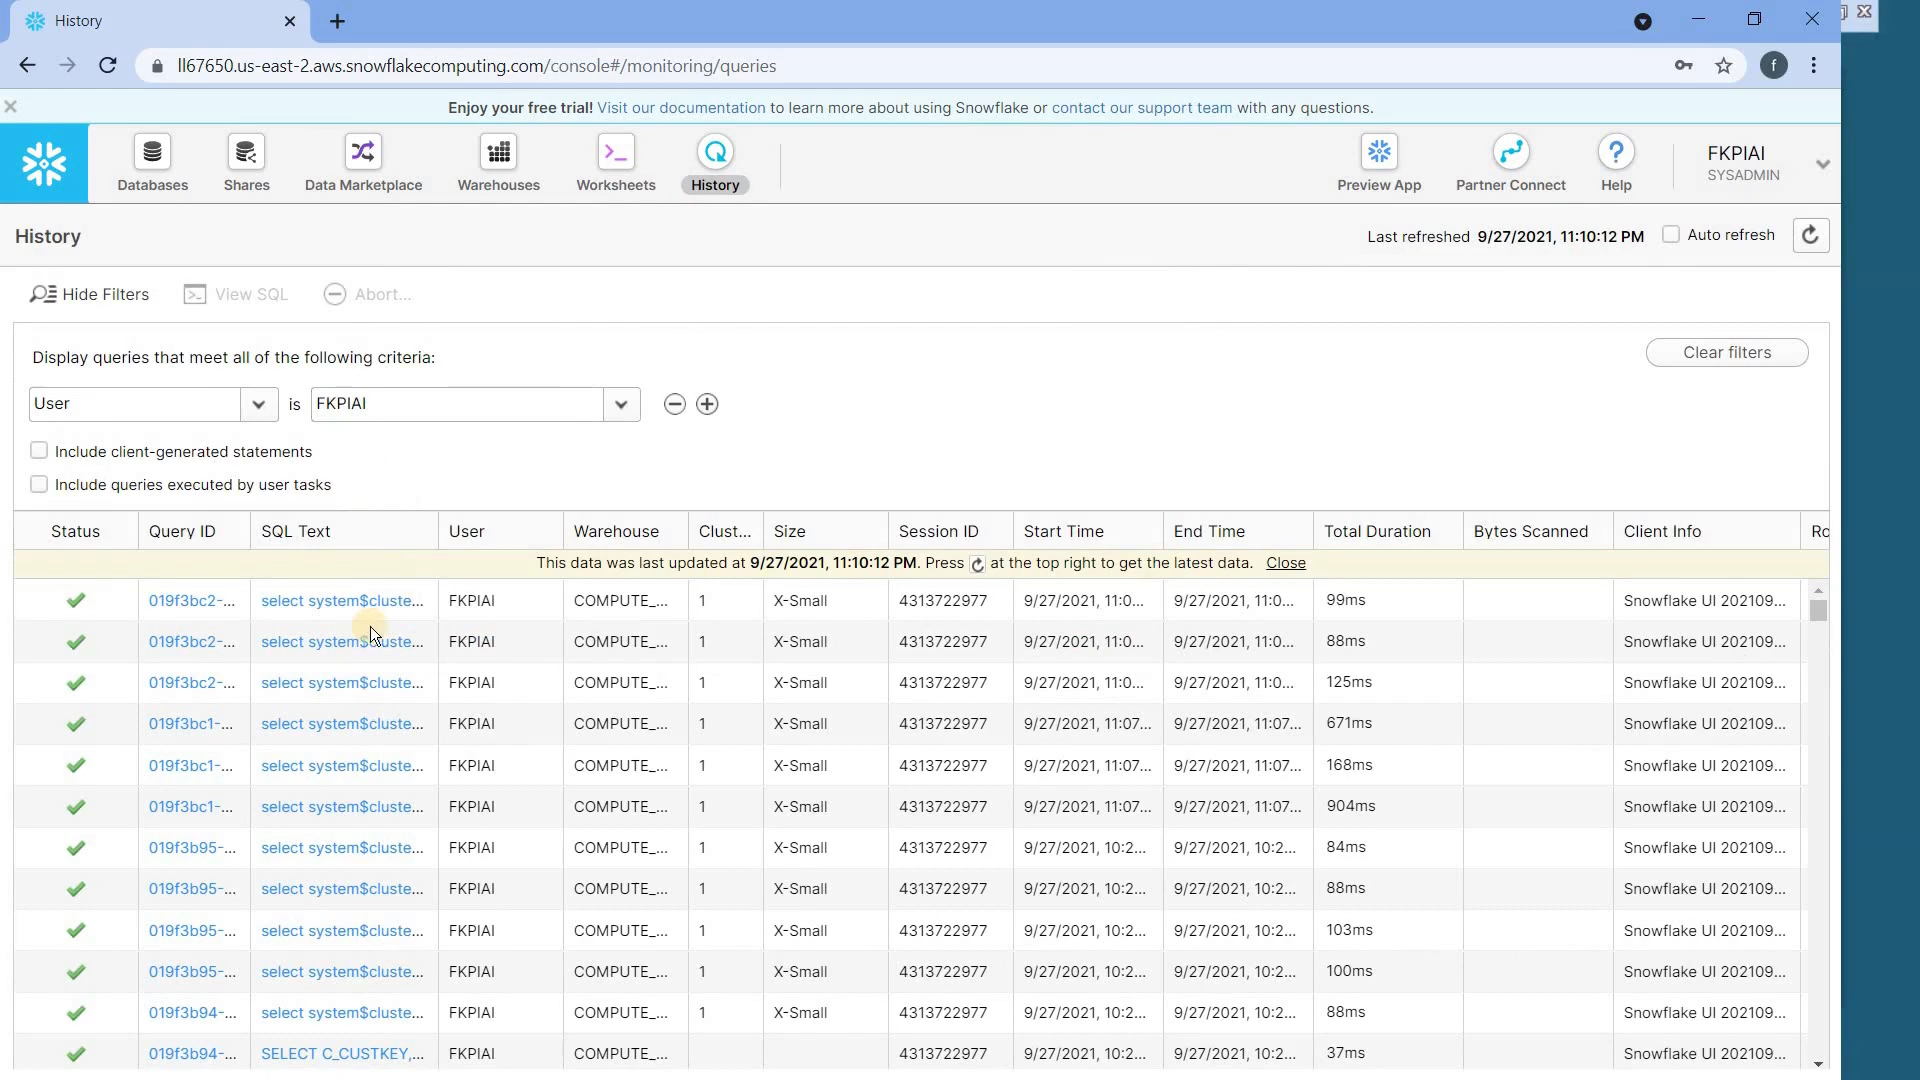 History
ll67650.us-east-2.aws.snowflakecomputing.com/console#/monitoring/queries
f
Enjoy your free trial! Visit our documentation to learn more about using Snowflake or contact our support team with any questions.
Databases Shares Data Marketplace Warehouses Worksheets History Preview App Partner Connect Help
FKPIAI
SYSADMIN
History Last refreshed 9/27/2021, 11:10:12 PM Auto refresh
Hide Filters View SQL Abort...
Display queries that meet all of the following criteria: Clear filters
User is FKPIAI
Include client-generated statements
Include queries executed by user tasks
Status Query ID SQL Text User Warehouse Clust... Size Session ID Start Time End Time Total Duration Bytes Scanned Client Info Ro
This data was last updated at 9/27/2021, 11:10:12 PM. Press at the top right to get the latest data. Close
019f3bc2-... select system$cluste... FKPIAI COMPUTE_... 1 X-Small 4313722977 9/27/2021, 11:0... 9/27/2021, 11:0... 99ms Snowflake UI 202109...
019f3bc2-... select system$cluste... FKPIAI COMPUTE_... 1 X-Small 4313722977 9/27/2021, 11:0... 9/27/2021, 11:0... 88ms Snowflake UI 202109...
019f3bc2-... select system$cluste... FKPIAI COMPUTE_... 1 X-Small 4313722977 9/27/2021, 11:0... 9/27/2021, 11:0... 125ms Snowflake UI 202109...
019f3bc1-... select system$cluste... FKPIAI COMPUTE_... 1 X-Small 4313722977 9/27/2021, 11:07... 9/27/2021, 11:07... 671ms Snowflake UI 202109...
019f3bc1-... select system$cluste... FKPIAI COMPUTE_... 1 X-Small 4313722977 9/27/2021, 11:07... 9/27/2021, 11:07... 168ms Snowflake UI 202109...
019f3bc1-... select system$cluste... FKPIAI COMPUTE_... 1 X-Small 4313722977 9/27/2021, 11:07... 9/27/2021, 11:07... 904ms Snowflake UI 202109...
019f3b95-... select system$cluste... FKPIAI COMPUTE_... 1 X-Small 4313722977 9/27/2021, 10:2... 9/27/2021, 10:2... 84ms Snowflake UI 202109...
019f3b95-... select system$cluste... FKPIAI COMPUTE_... 1 X-Small 4313722977 9/27/2021, 10:2... 9/27/2021, 10:2... 88ms Snowflake UI 202109...
019f3b95-... select system$cluste... FKPIAI COMPUTE_... 1 X-Small 4313722977 9/27/2021, 10:2... 9/27/2021, 10:2... 103ms Snowflake UI 202109...
019f3b95-... select system$cluste... FKPIAI COMPUTE_... 1 X-Small 4313722977 9/27/2021, 10:2... 9/27/2021, 10:2... 100ms Snowflake UI 202109...
019f3b94-... select system$cluste... FKPIAI COMPUTE_... 1 X-Small 4313722977 9/27/2021, 10:2... 9/27/2021, 10:2... 88ms Snowflake UI 202109...
019f3b94-... SELECT C_CUSTKEY,... FKPIAI COMPUTE_... 4313722977 9/27/2021, 10:2... 9/27/2021, 10:2... 37ms Snowflake UI 202109...